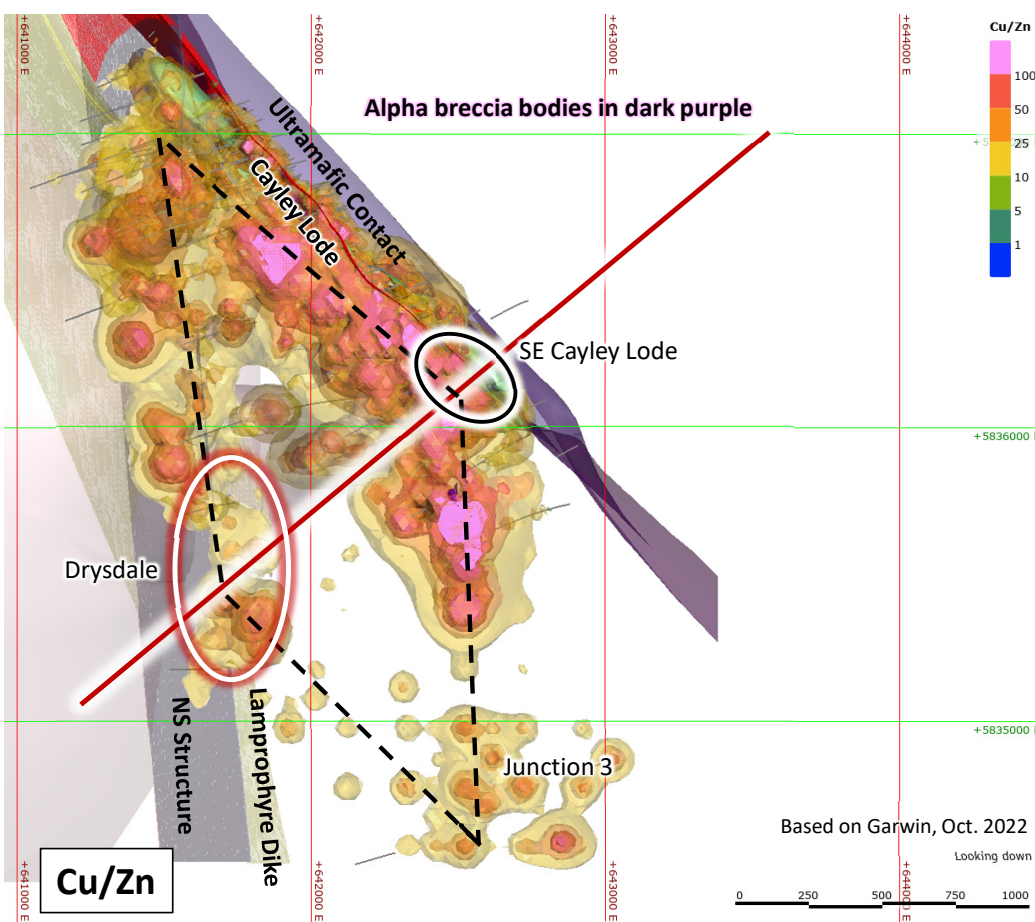 +641000 E
+642000 E
+643000 E
+644000 E
Cu/Zn
100
50
25
10
5
1
Alpha breccia bodies in dark purple
Ultramafic Contact
Cayley Lode
SE Cayley Lode
+5836000
Drysdale
+5835000
NS Structure
Lamprophyre Dike
Junction 3
Based on Garwin, Oct. 2022
Looking down
Cu/Zn
+641000 E
+642000 E
+643000 E
+644000 E
0 250 500 750 1000